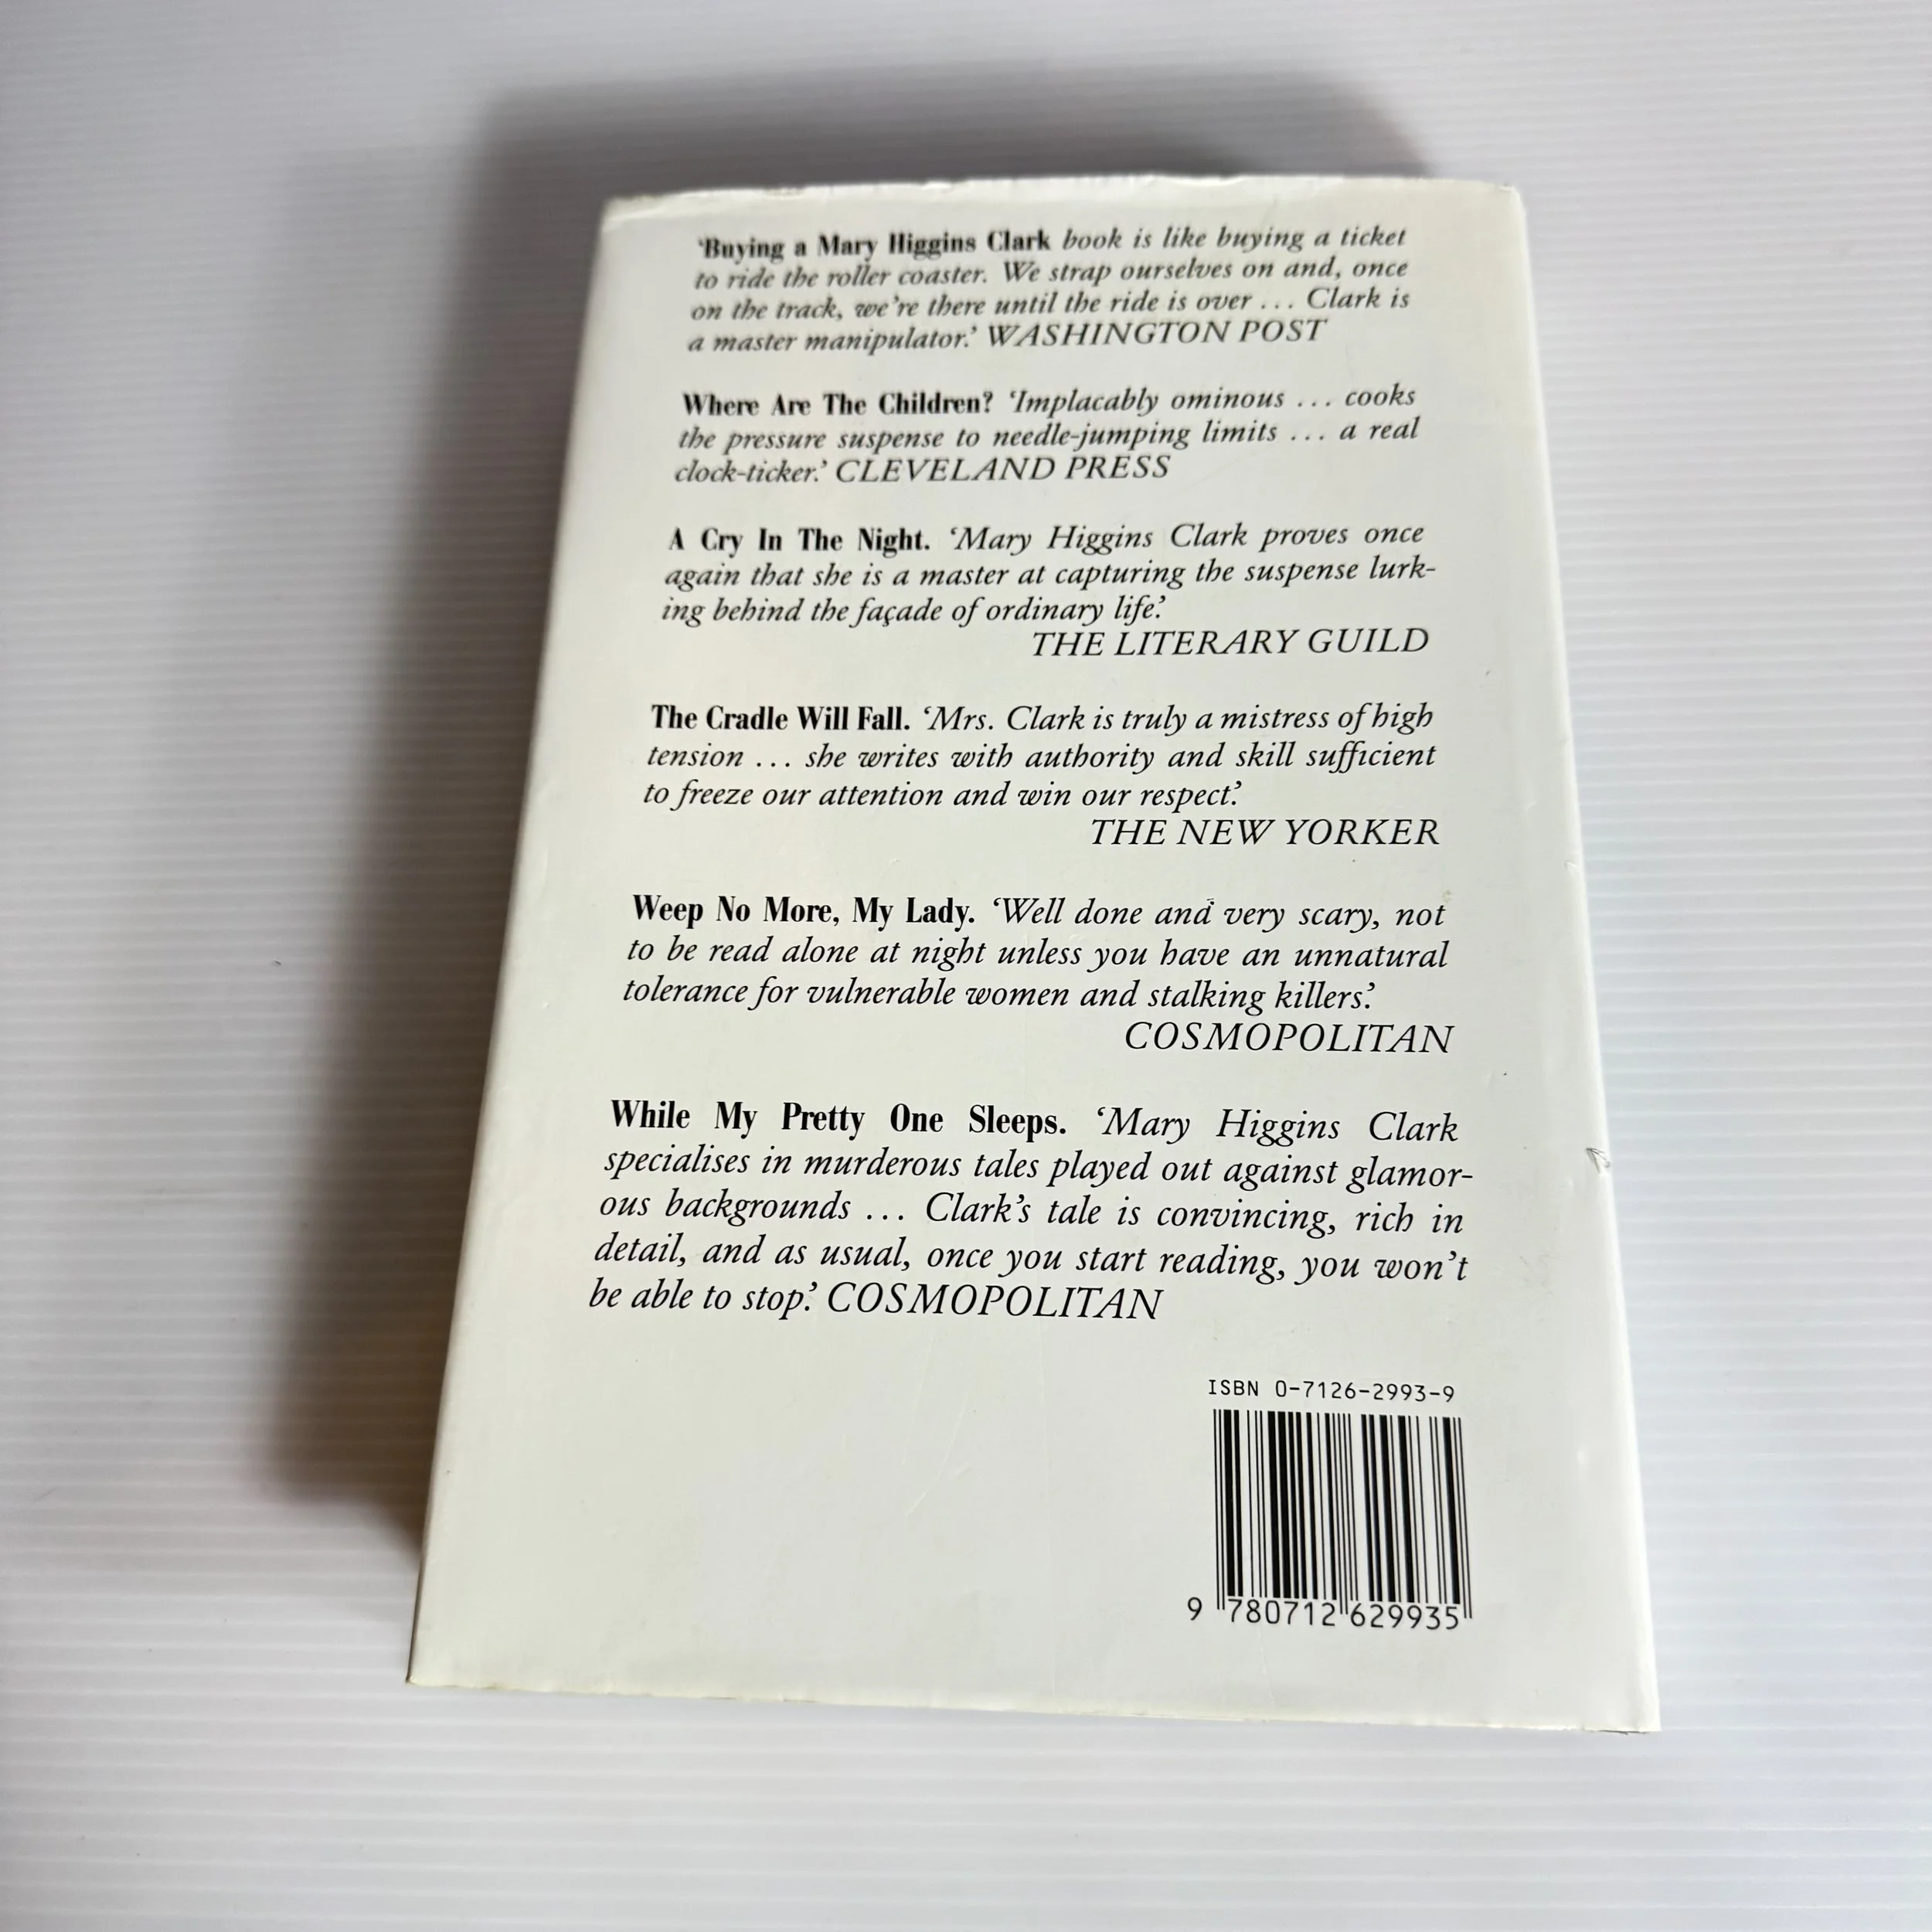 ‘Buying a Mary Higgins Clark book is like buying a ticket
to ride the roller coaster. We strap ourselves on and, once
on the track, we’re there until the ride is over ... Clark is
a master manipulator.’ WASHINGTON POST
Where Are The Children? ‘Implacably ominous ... cooks
the pressure suspense to needle-jumping limits ... a real
clock-ticker.’ CLEVELAND PRESS
A Cry In The Night. ‘Mary Higgins Clark proves once
again that she is a master at capturing the suspense lurk-
ing behind the façade of ordinary life.’
THE LITERARY GUILD
The Cradle Will Fall. ‘Mrs. Clark is truly a mistress of high
tension ... she writes with authority and skill sufficient
to freeze our attention and win our respect.’
THE NEW YORKER
Weep No More, My Lady. ‘Well done and very scary, not
to be read alone at night unless you have an unnatural
tolerance for vulnerable women and stalking killers.’
COSMOPOLITAN
While My Pretty One Sleeps. ‘Mary Higgins Clark
specialises in murderous tales played out against glamor-
ous backgrounds ... Clark’s tale is convincing, rich in
detail, and as usual, once you start reading, you won’t
be able to stop.’ COSMOPOLITAN
ISBN 0-7126-2993-9
9 780712 629935